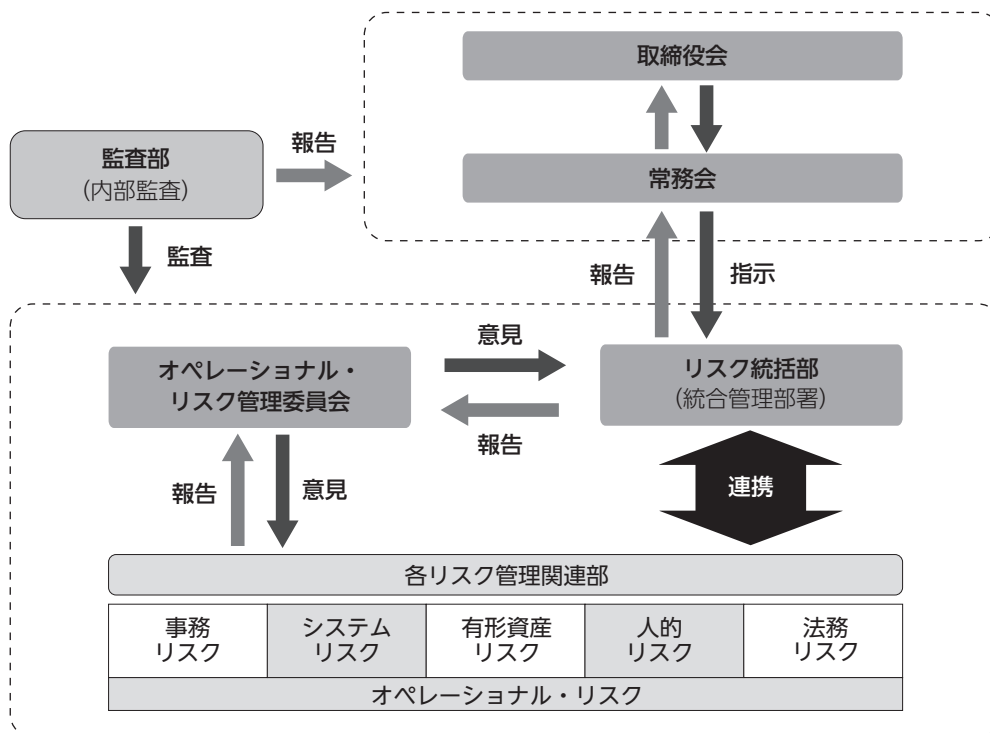 取締役会
監査部
(内部監査)
報告
常務会
監査
報告
指示
オペレーショナル・
リスク管理委員会
意見
リスク統括部
(統合管理部署)
報告
報告
意見
連携
各リスク管理関連部
事務
リスク
システム
リスク
有形資産
リスク
人的
リスク
法務
リスク
オペレーショナル・リスク